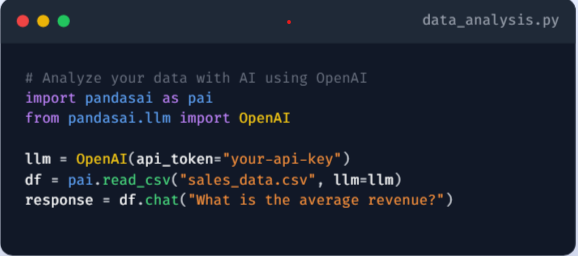 data_analysis.py
# Analyze your data with AI using OpenAI
import pandasai as pai
from pandasai.llm import OpenAI
llm = OpenAI(api_token="your-api-key")
df = pai.read_csv("sales_data.csv", llm=llm)
response = df.chat("What is the average revenue?")